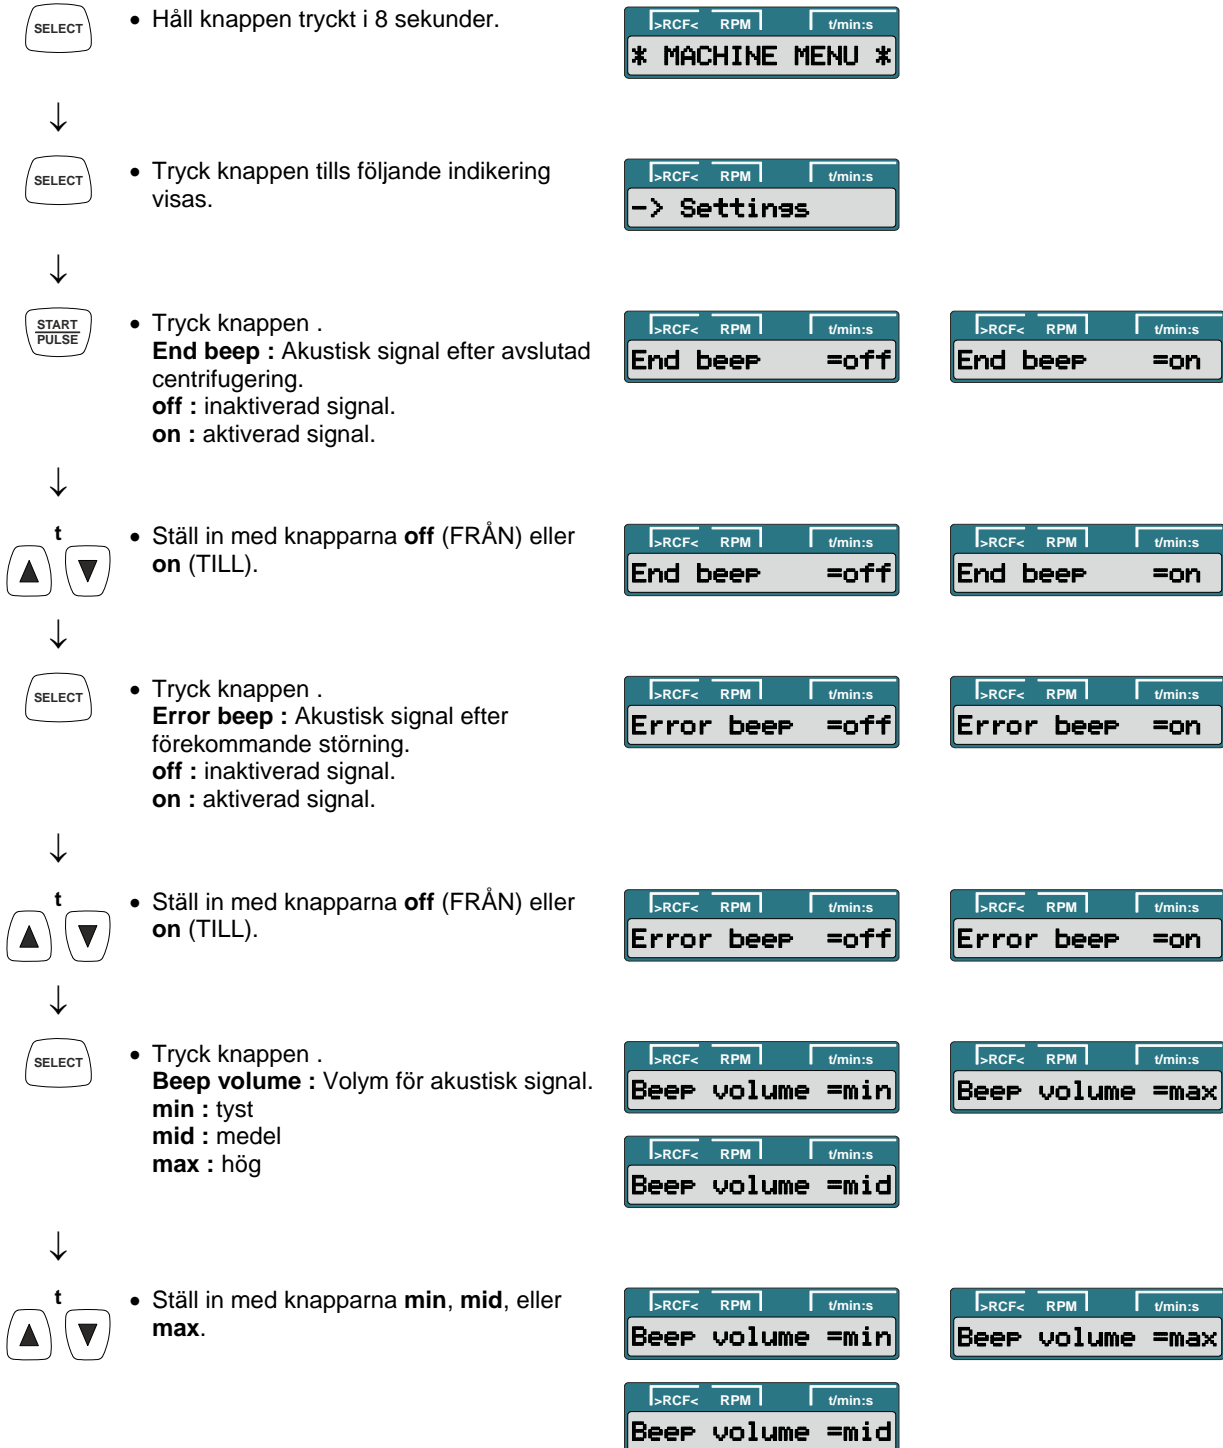 SELECT
• Håll knappen tryckt i 8 sekunder.
>RCF< RPM t/min:s
* MACHINE MENU *
↓
SELECT
• Tryck knappen tills följande indikering
visas.
>RCF< RPM t/min:s
-> Settings
↓
START
PULSE
• Tryck knappen .
End beep : Akustisk signal efter avslutad
centrifugering.
off : inaktiverad signal.
on : aktiverad signal.
>RCF< RPM t/min:s
End beep =off
>RCF< RPM t/min:s
End beep =on
↓
t
▲ ▼
• Ställ in med knapparna off (FRÅN) eller
on (TILL).
>RCF< RPM t/min:s
End beep =off
>RCF< RPM t/min:s
End beep =on
↓
SELECT
• Tryck knappen .
Error beep : Akustisk signal efter
förekommande störning.
off : inaktiverad signal.
on : aktiverad signal.
>RCF< RPM t/min:s
Error beep =off
>RCF< RPM t/min:s
Error beep =on
↓
t
▲ ▼
• Ställ in med knapparna off (FRÅN) eller
on (TILL).
>RCF< RPM t/min:s
Error beep =off
>RCF< RPM t/min:s
Error beep =on
↓
SELECT
• Tryck knappen .
Beep volume : Volym för akustisk signal.
min : tyst
mid : medel
max : hög
>RCF< RPM t/min:s
Beep volume =min
>RCF< RPM t/min:s
Beep volume =max
>RCF< RPM t/min:s
Beep volume =mid
↓
t
▲ ▼
• Ställ in med knapparna min, mid, eller
max.
>RCF< RPM t/min:s
Beep volume =min
>RCF< RPM t/min:s
Beep volume =max
>RCF< RPM t/min:s
Beep volume =mid